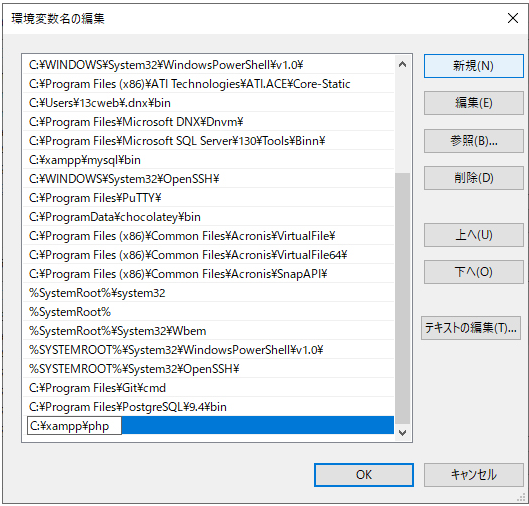 環境変数名の編集
C:¥WINDOWS¥System32¥WindowsPowerShell¥v1.0¥
C:¥Program Files (x86)¥ATI Technologies¥ATI.ACE¥Core-Static
C:¥Users¥13cweb¥.dnx¥bin
C:¥Program Files¥Microsoft DNX¥Dnvm¥
C:¥Program Files¥Microsoft SQL Server¥130¥Tools¥Binn¥
C:¥xampp¥mysql¥bin
C:¥WINDOWS¥System32¥OpenSSH¥
C:¥Program Files¥PuTTY¥
C:¥ProgramData¥chocolatey¥bin
C:¥Program Files (x86)¥Common Files¥Acronis¥VirtualFile¥
C:¥Program Files (x86)¥Common Files¥Acronis¥VirtualFile64¥
C:¥Program Files (x86)¥Common Files¥Acronis¥SnapAPI¥
%SystemRoot%¥system32
%SystemRoot%
%SystemRoot%¥System32¥Wbem
%SYSTEMROOT%¥System32¥WindowsPowerShell¥v1.0¥
%SYSTEMROOT%¥System32¥OpenSSH¥
C:¥Program Files¥Git¥cmd
C:¥Program Files¥PostgreSQL¥9.4¥bin
C:¥xampp¥php
新規(N)
編集(E)
参照(B)...
削除(D)
上へ(U)
下へ(O)
テキストの編集(T)...
OK
キャンセル